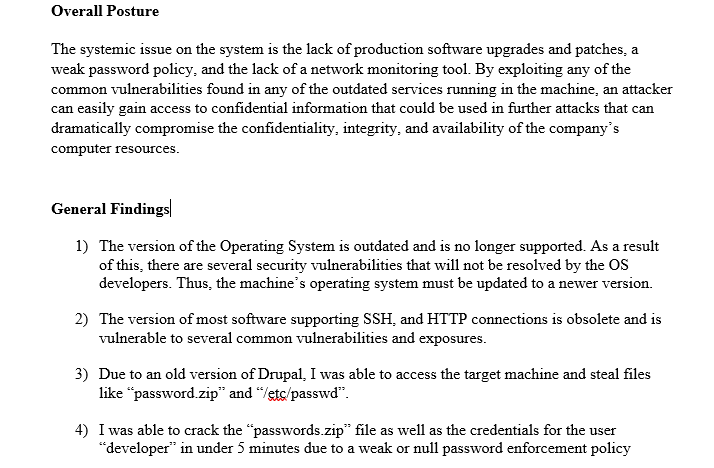 Overall Posture
The systemic issue on the system is the lack of production software upgrades and patches, a
weak password policy, and the lack of a network monitoring tool. By exploiting any of the
common vulnerabilities found in any of the outdated services running in the machine, an attacker
can easily gain access to confidential information that could be used in further attacks that can
dramatically compromise the confidentiality, integrity, and availability of the company's
computer resources.
General Findings
1) The version of the Operating System is outdated and is no longer supported. As a result
of this, there are several security vulnerabilities that will not be resolved by the OS
developers. Thus, the machine's operating system must be updated to a newer version.
2) The version of most software supporting SSH, and HTTP connections is obsolete and is
vulnerable to several common vulnerabilities and exposures.
3) Due to an old version of Drupal, I was able to access the target machine and steal files
like “password.zip” and “/etc/passwd”.
4) I was able to crack the “passwords.zip” file as well as the credentials for the user
“developer” in under 5 minutes due to a weak or null password enforcement policy